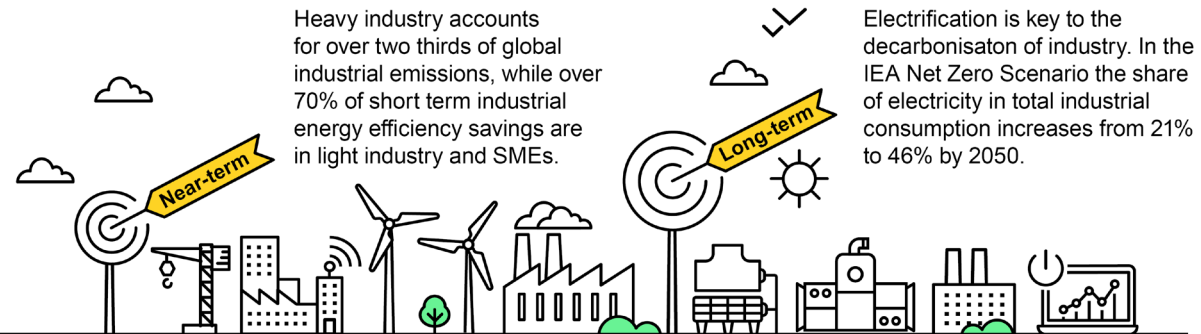 Heavy industry accounts
for over two thirds of global
industrial emissions, while over
70% of short term industrial
energy efficiency savings are
in light industry and SMEs.
Near-term
Electrification is key to the
decarbonisaton of industry. In the
IEA Net Zero Scenario the share
of electricity in total industrial
consumption increases from 21%
to 46% by 2050.
Long-term